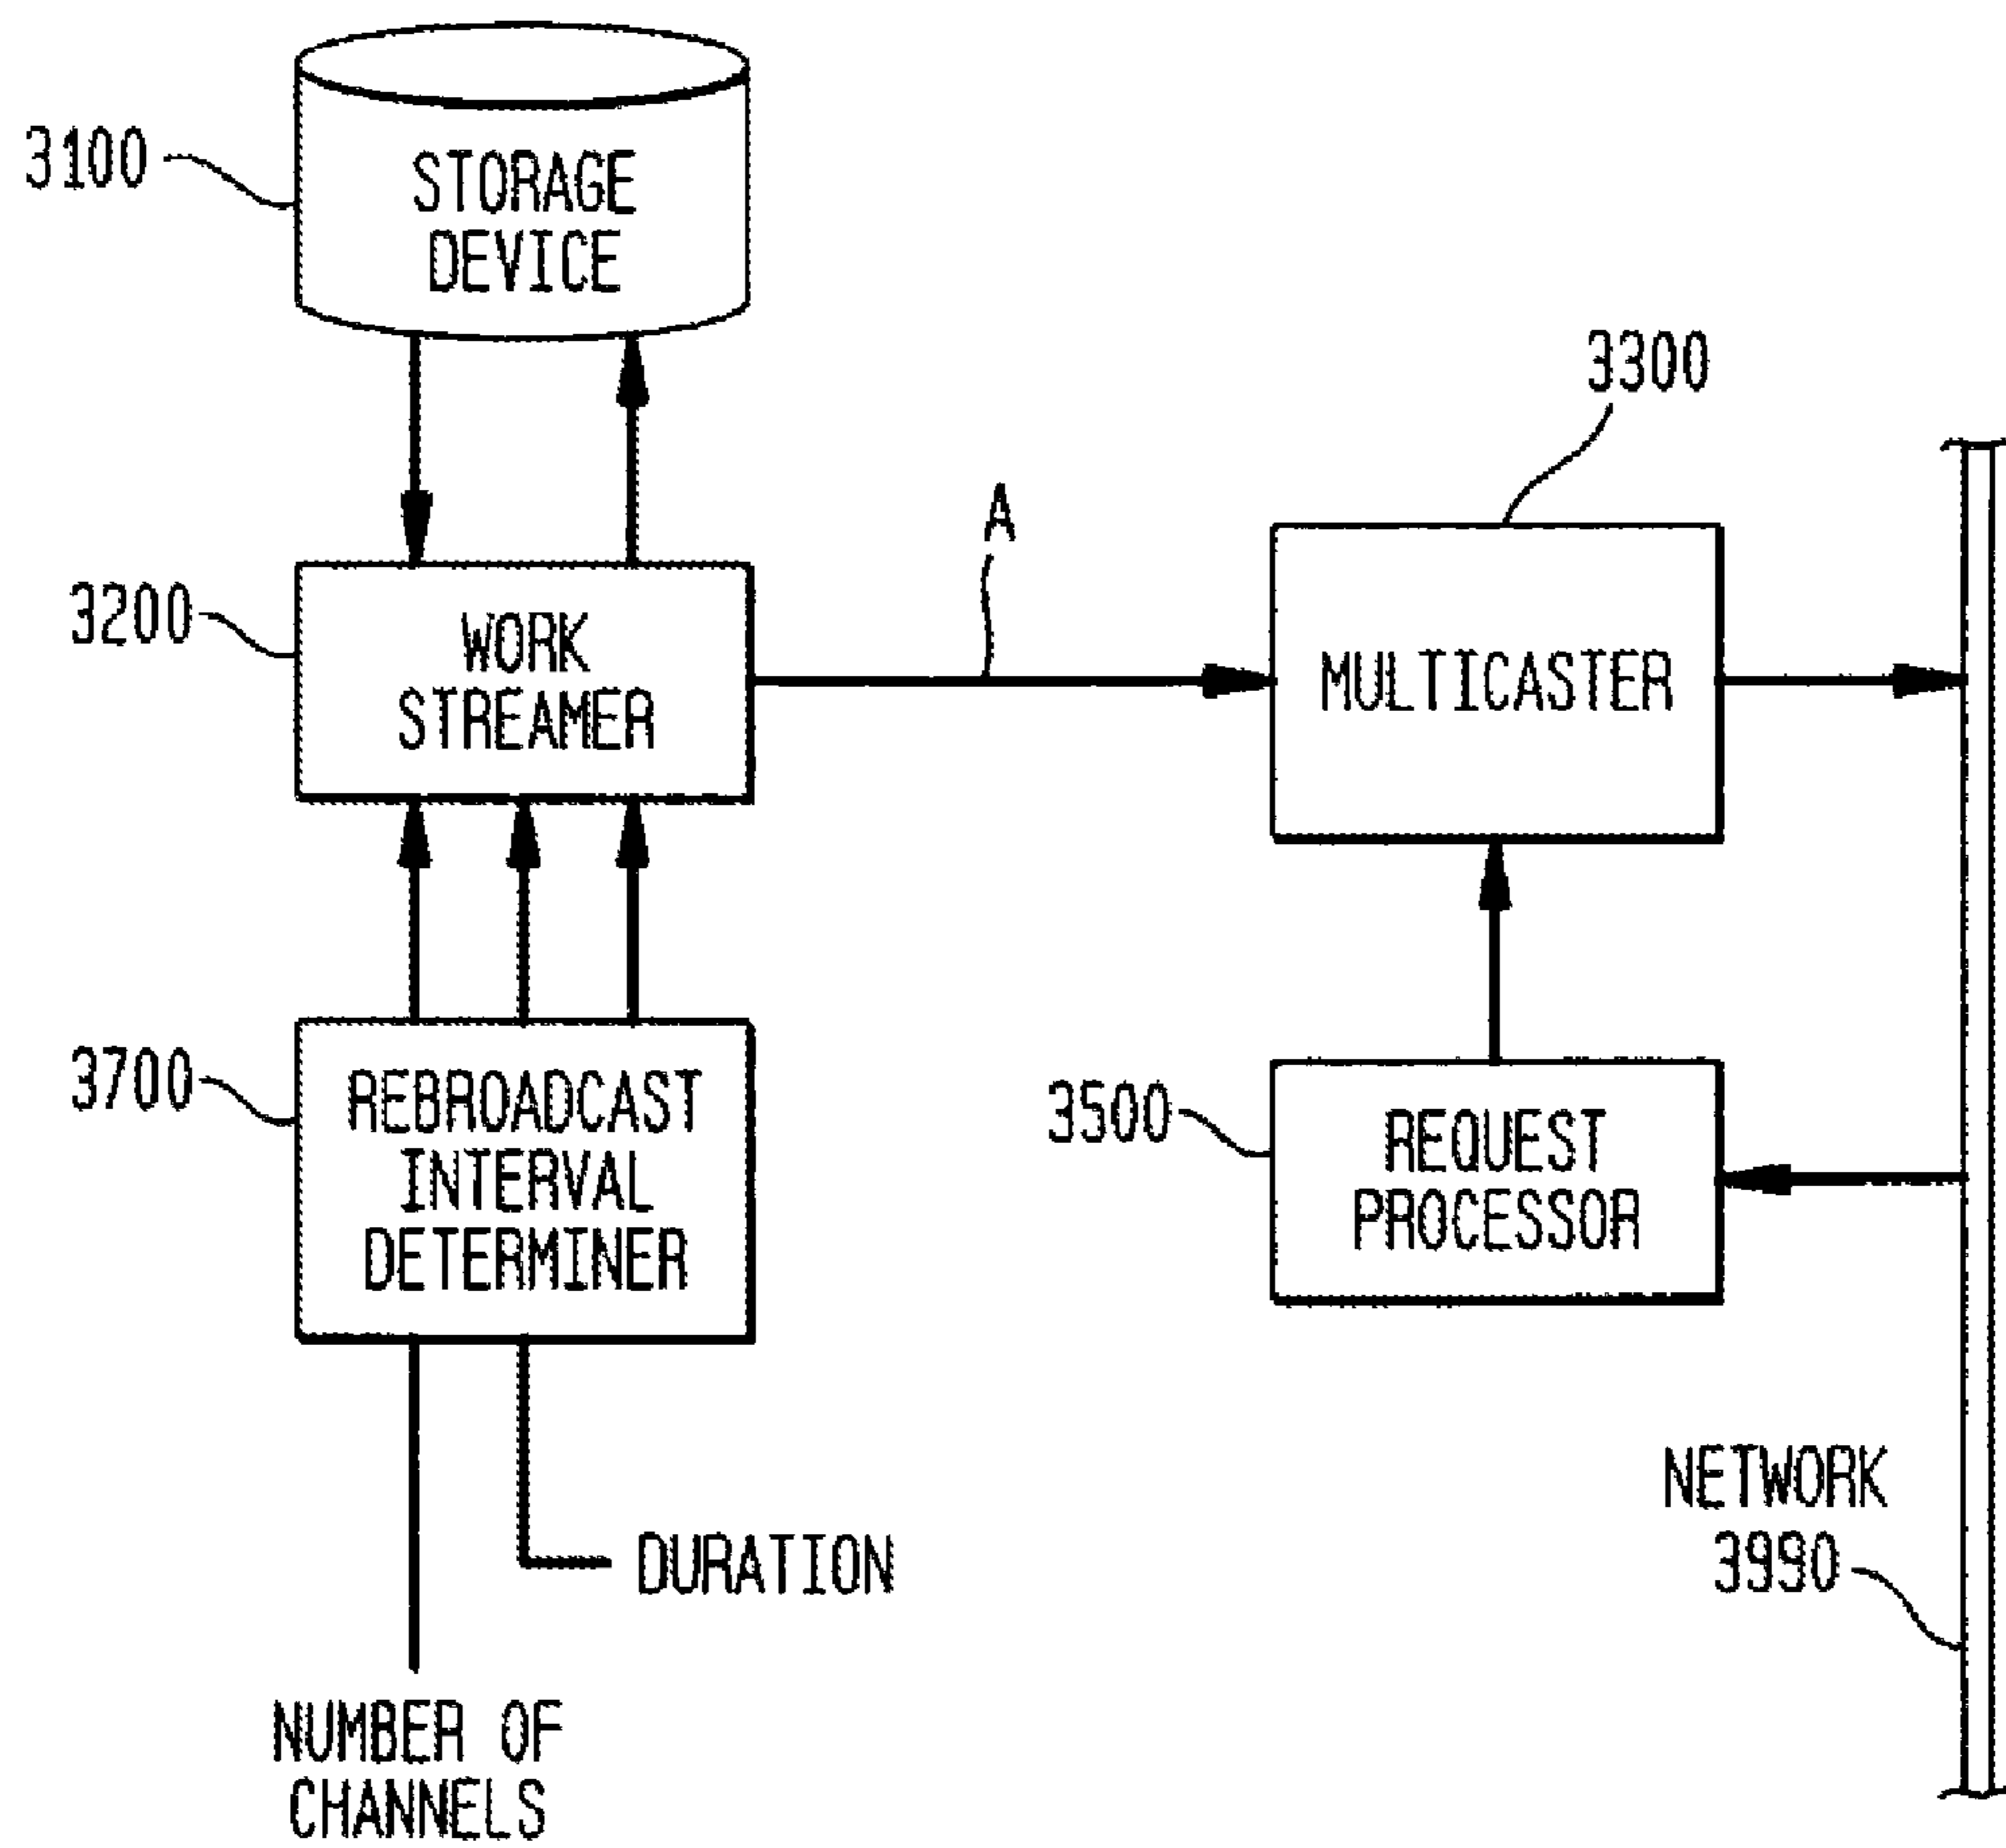 3100
STORAGE
DEVICE
3300
A
3200
WORK
STREAMER
MULTICASTER
3700
REBROADCAST
INTERVAL
DETERMINER
3500
REQUEST
PROCESSOR
NETWORK
3990
DURATION
NUMBER OF
CHANNELS